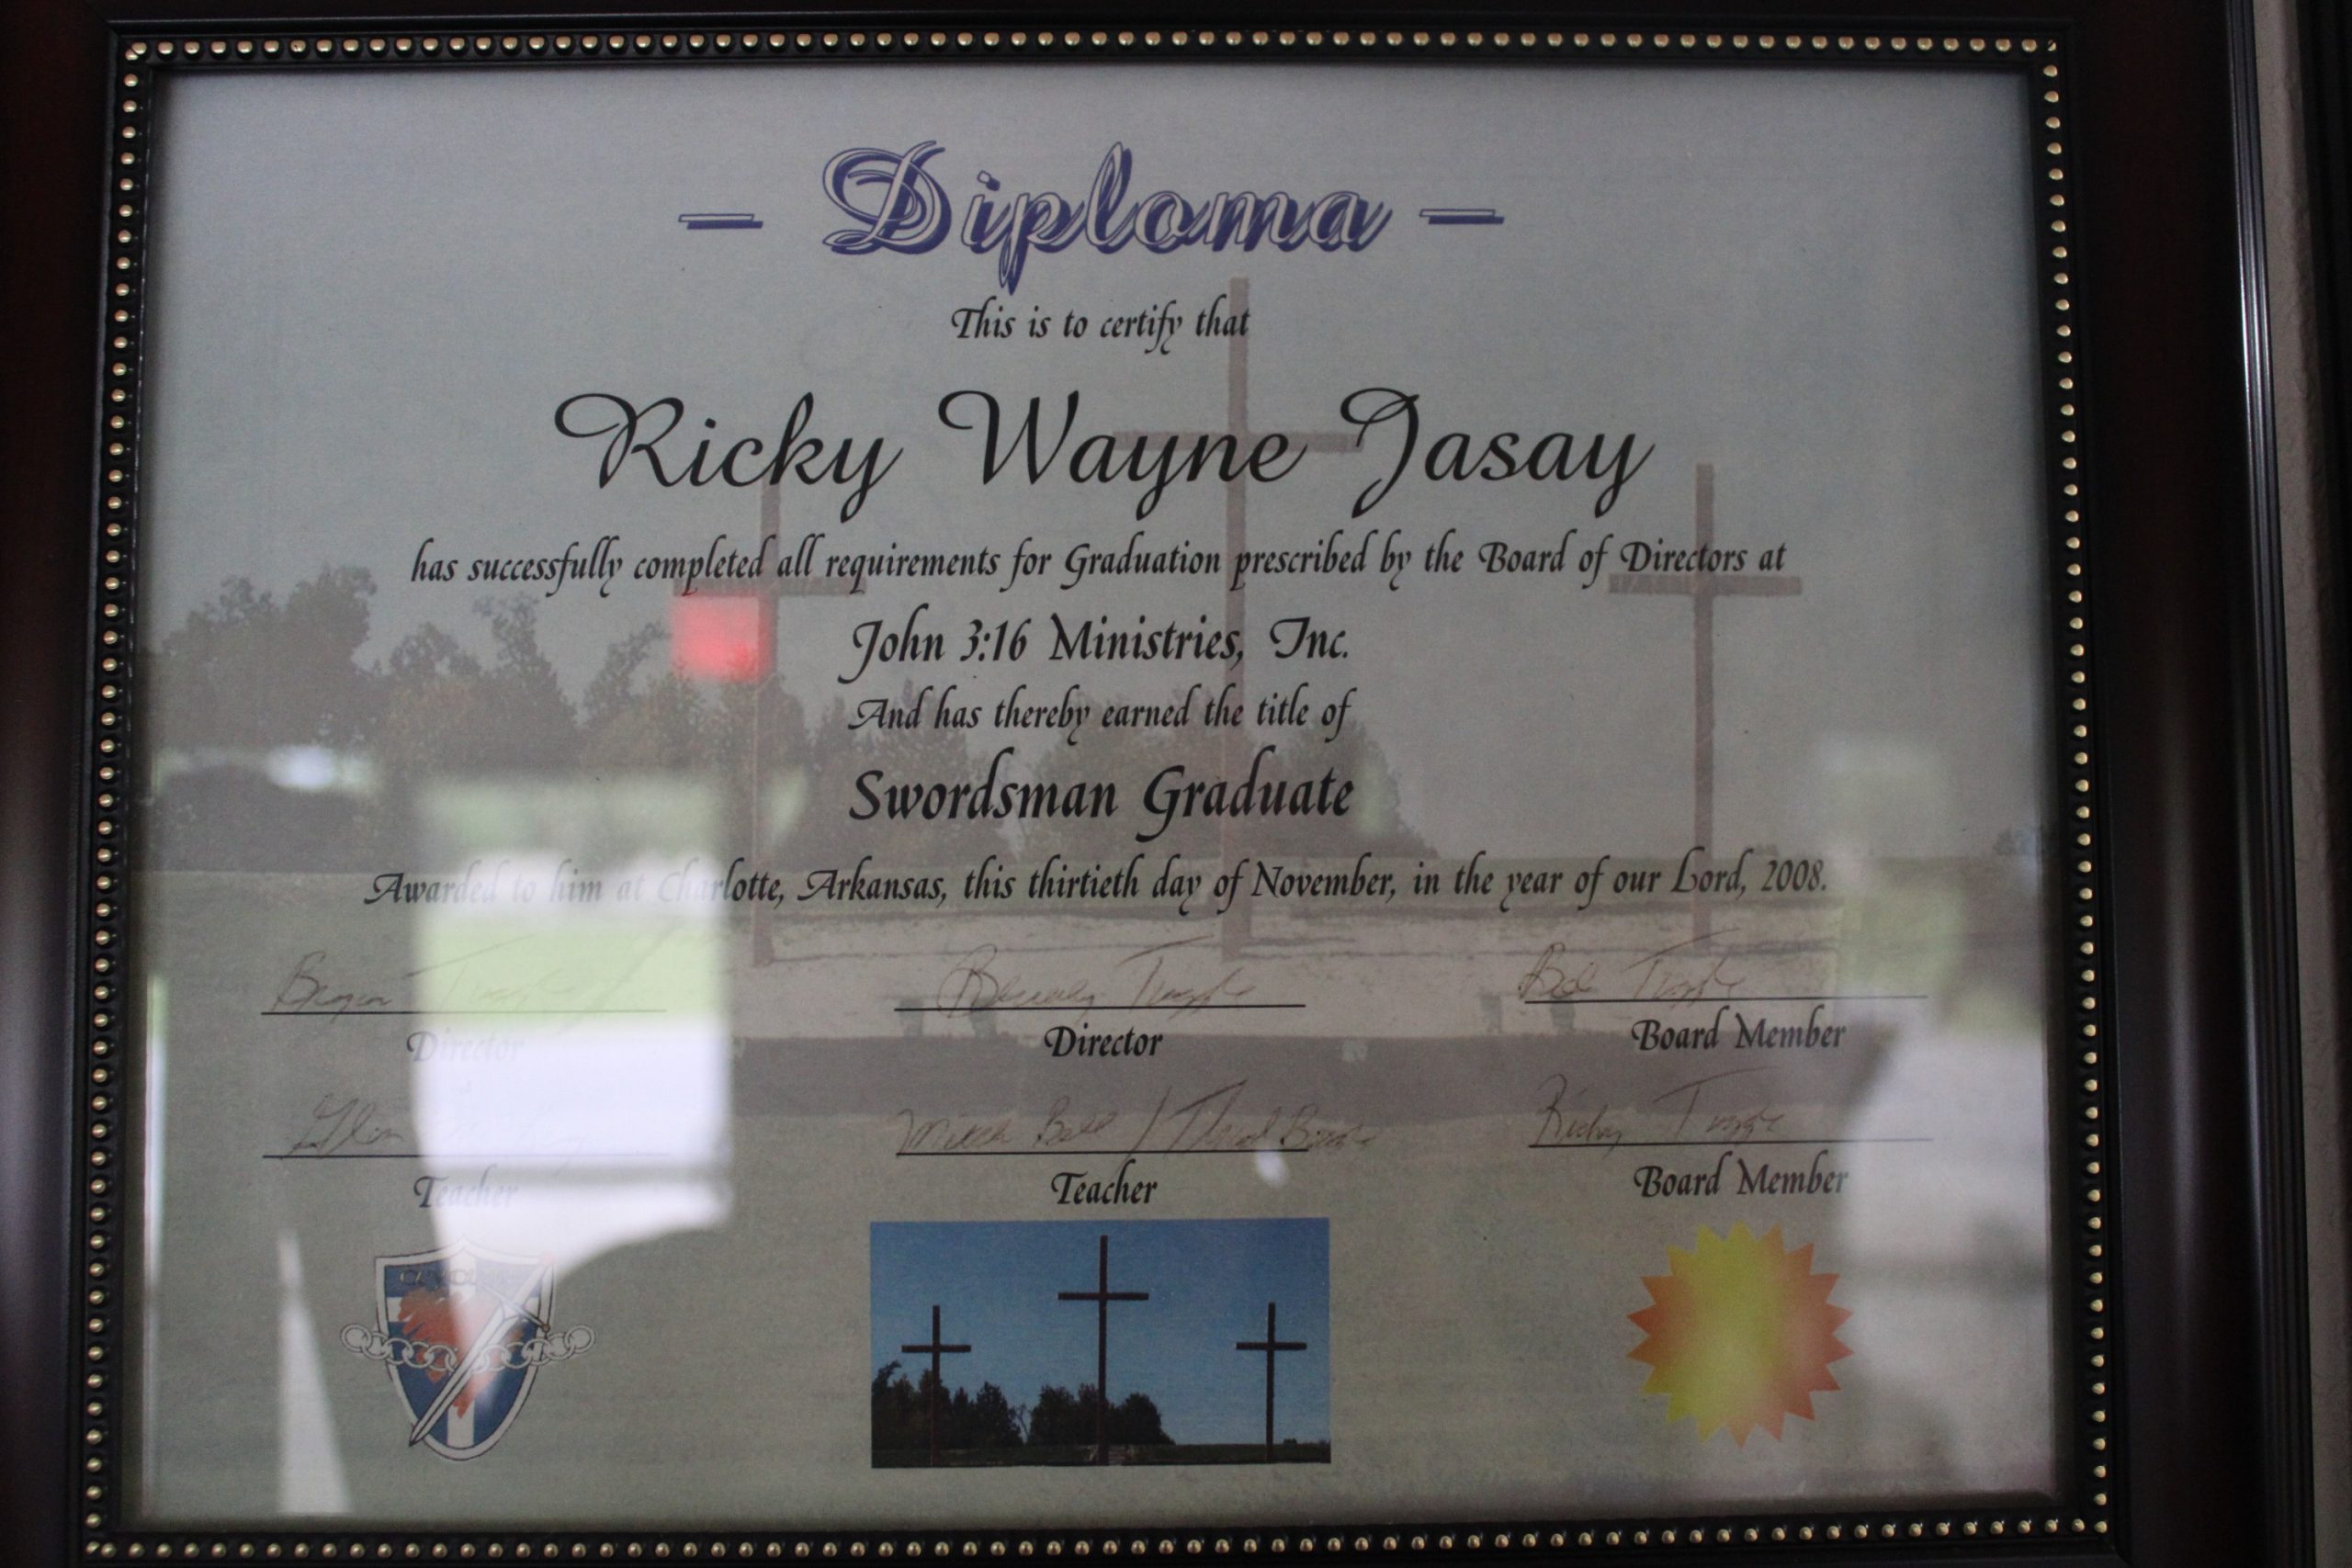 – Diploma –
This is to certify that
Ricky Wayne Jasay
has successfully completed all requirements for Graduation prescribed by the Board of Directors at
John 3:16 Ministries, Inc.
And has thereby earned the title of
Swordsman Graduate
Awarded to him at Charlotte, Arkansas, this thirtieth day of November, in the year of our Lord, 2008.
Director Director Board Member
Ricky Tuggle
Teacher Teacher Board Member